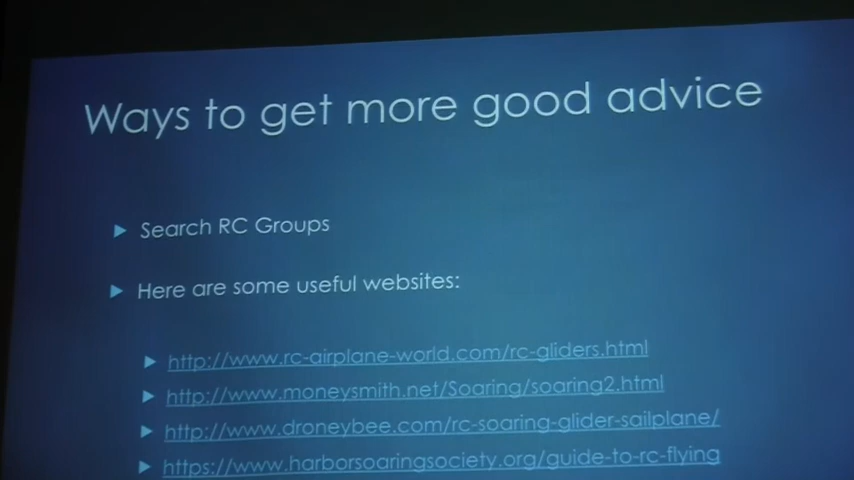 Ways to get more good advice
Search RC Groups
Here are some useful websites:
http://www.rc-airplane-world.com/rc-gliders.html
http://www.moneysmith.net/Soaring/soaring2.html
http://www.droneybee.com/rc-soaring-glider-sailplane/
https://www.harborsoaringsociety.org/guide-to-rc-flying